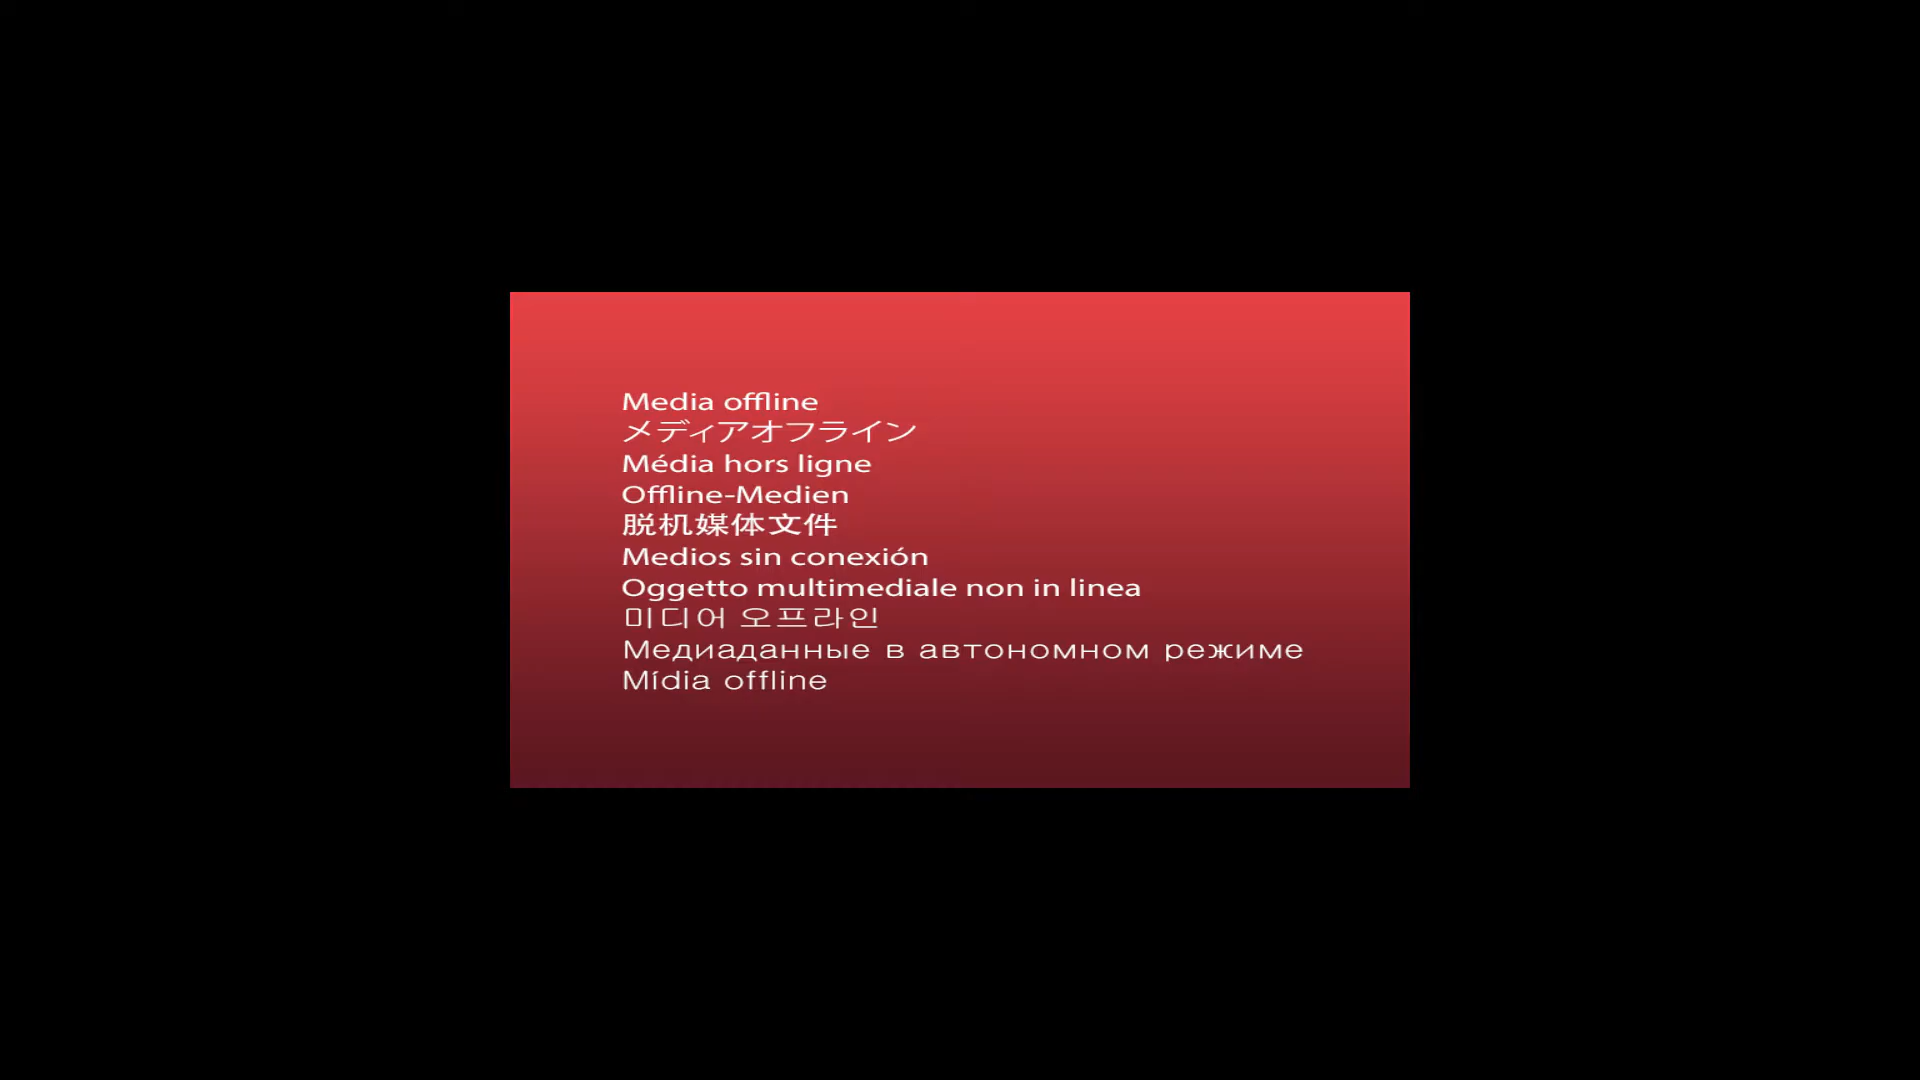 Media offline
メディアオフライン
Média hors ligne
Offline-Medien
脱机媒体文件
Medios sin conexión
Oggetto multimediale non in linea
미디어 오프라인
Медиаданные в автономном режиме
Mídia offline